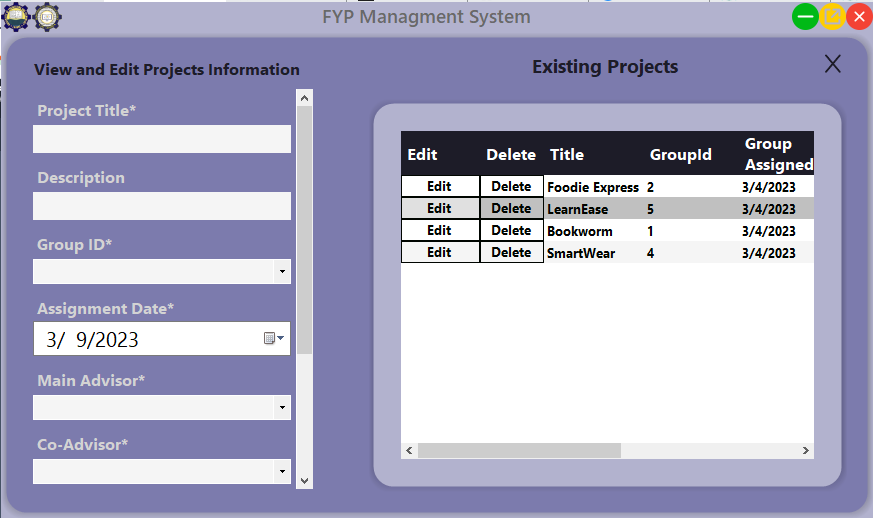 FYP Managment System
View and Edit Projects Information
Project Title*
Description
Group ID*
Assignment Date*
3/ 9/2023
Main Advisor*
Co-Advisor*
Existing Projects
Edit Delete Title GroupId Group Assigned
Edit Delete Foodie Express 2 3/4/2023
Edit Delete LearnEase 5 3/4/2023
Edit Delete Bookworm 1 3/4/2023
Edit Delete SmartWear 4 3/4/2023